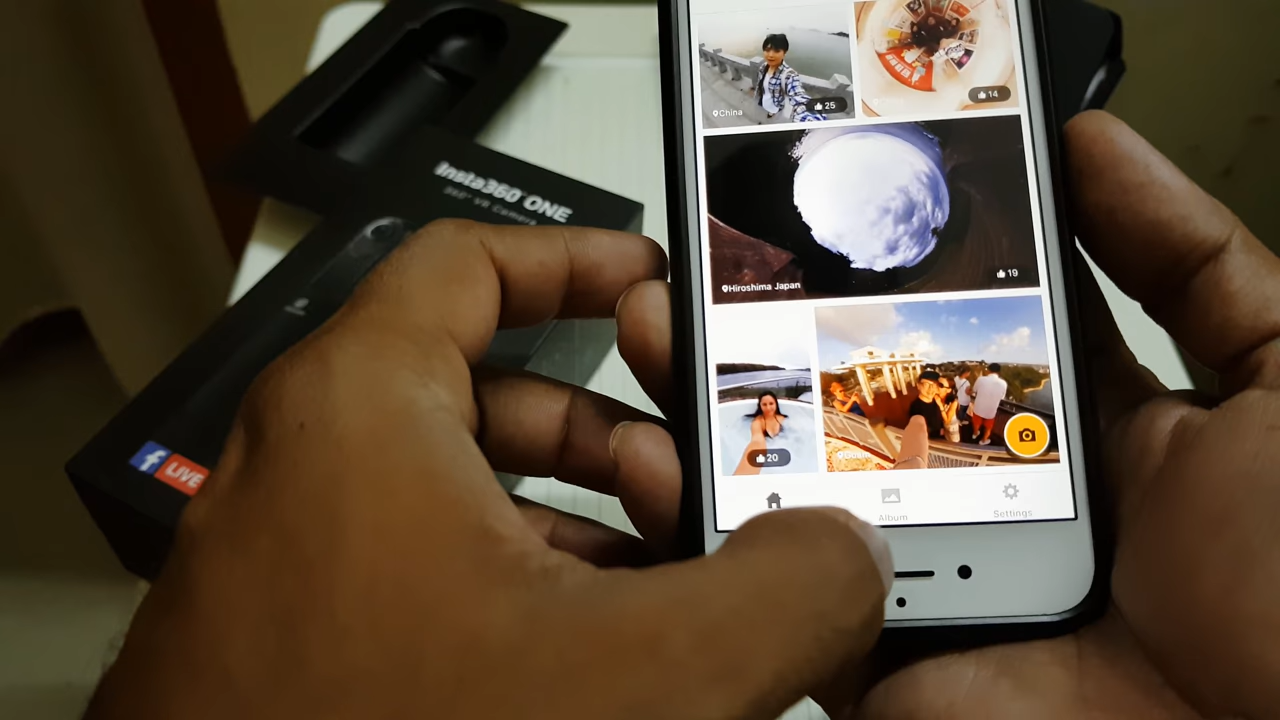 China
25
14
Insta360 ONE
360° VR Camera
Hiroshima Japan
19
20
f LIVE
Album
Settings